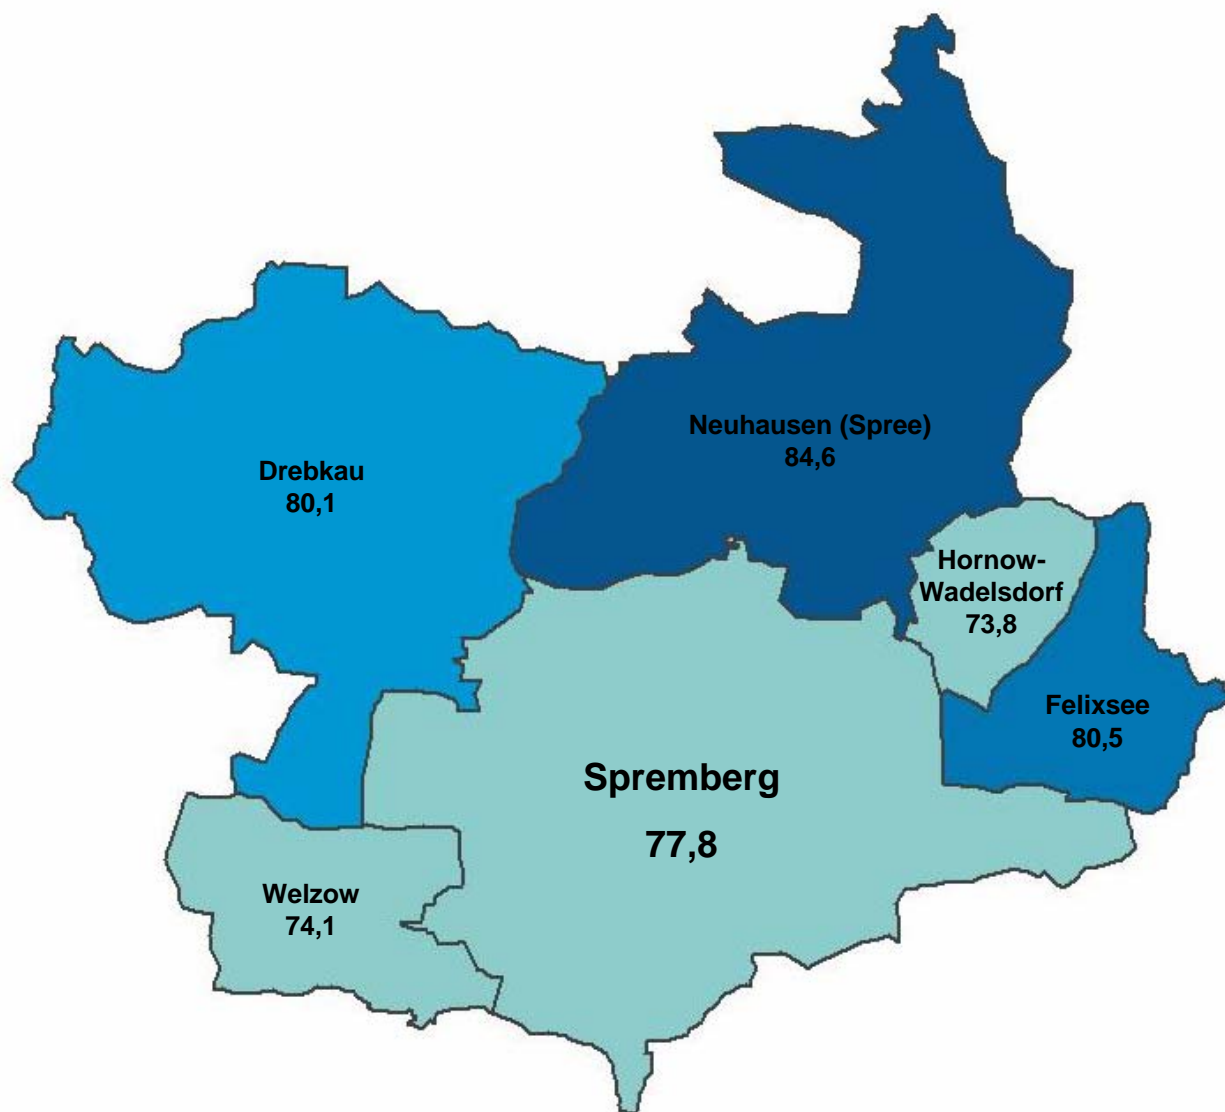 Neuhausen (Spree)
84,6
Drebkau
80,1
Hornow-
Wadelsdorf
73,8
Felixsee
80,5
Spremberg
77,8
Welzow
74,1